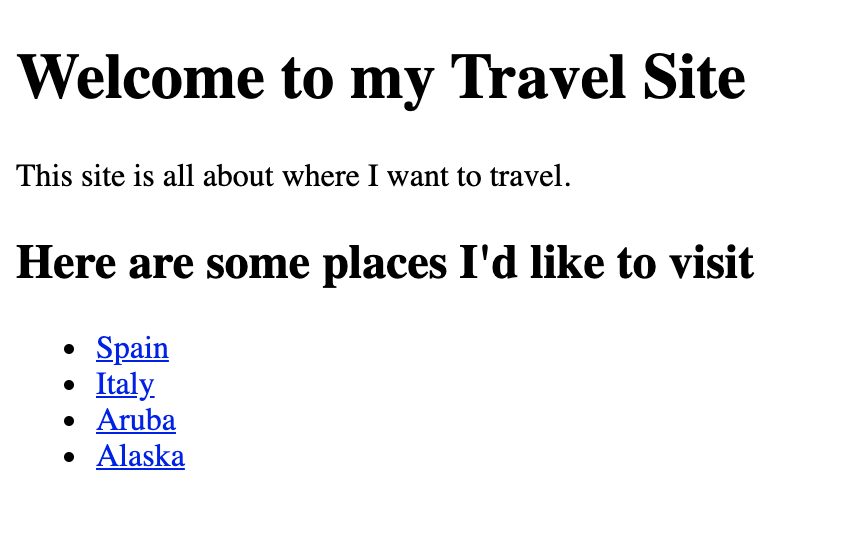 Welcome to my Travel Site
This site is all about where I want to travel.
Here are some places I'd like to visit
Spain
Italy
Aruba
Alaska